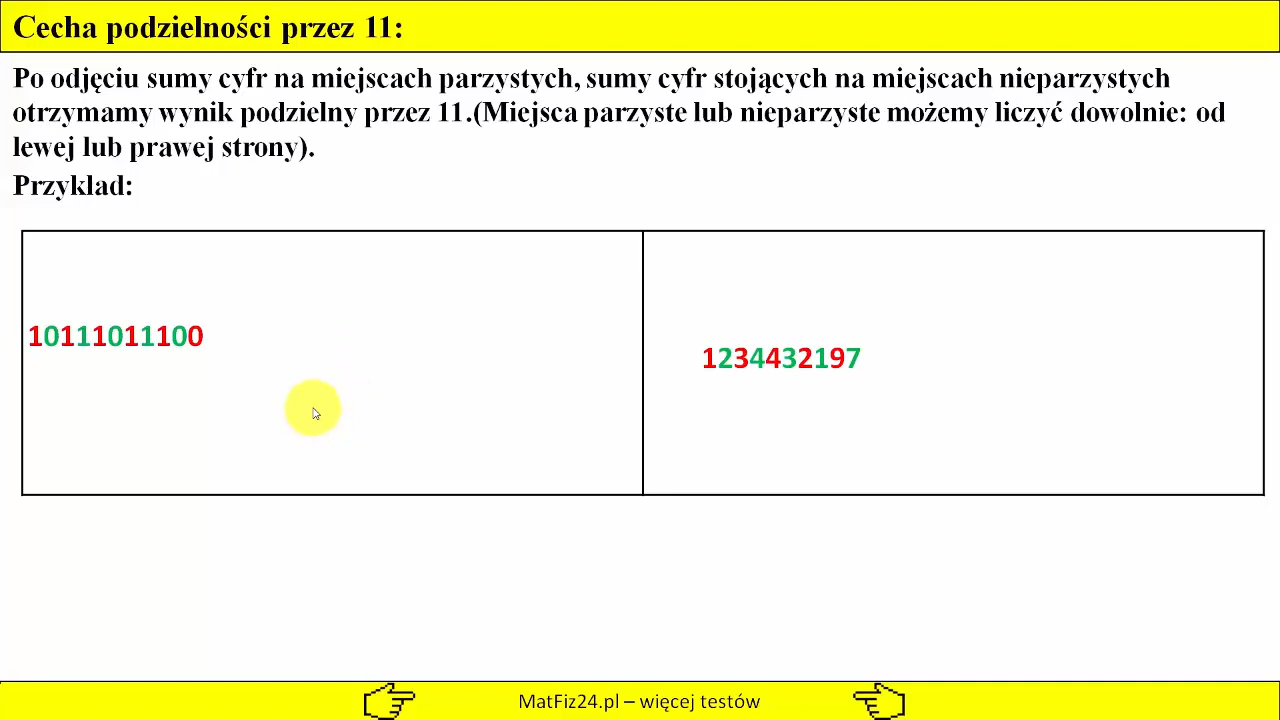 Cecha podzielności przez 11:
Po odjęciu sumy cyfr na miejscach parzystych, sumy cyfr stojących na miejscach nieparzystych
otrzymamy wynik podzielny przez 11.(Miejsca parzyste lub nieparzyste możemy liczyć dowolnie: od
lewej lub prawej strony).
Przyklad:
10111011100
1234432197
MatFiz24.pl – więcej testów